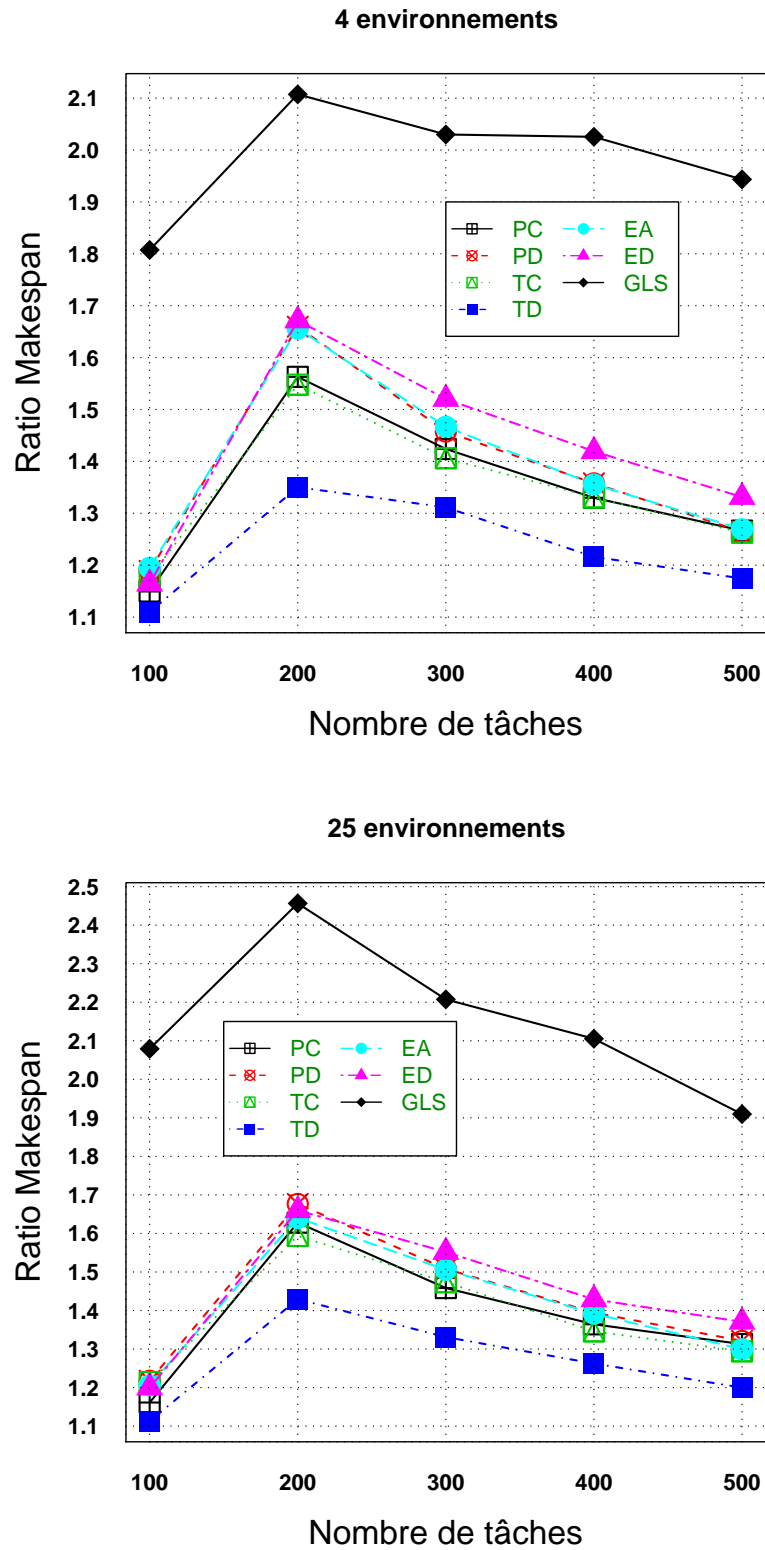 4 environnements
2.1
2.0
1.9
1.8
1.7
1.6
1.5
1.4
1.3
1.2
1.1
Ratio Makespan
PC EA
PD ED
TC GLS
TD
100 200 300 400 500
Nombre de tâches
25 environnements
2.5
2.4
2.3
2.2
2.1
2.0
1.9
1.8
1.7
1.6
1.5
1.4
1.3
1.2
1.1
Ratio Makespan
PC EA
PD ED
TC GLS
TD
100 200 300 400 500
Nombre de tâches